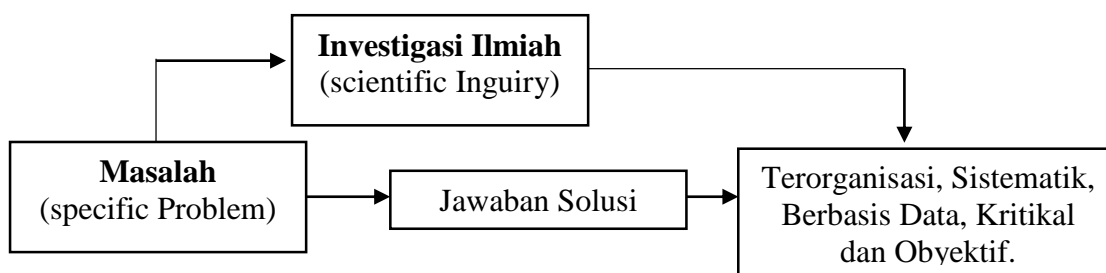 Investigasi Ilmiah
(scientific Inguiry)
Masalah
(specific Problem)
Jawaban Solusi
Terorganisasi, Sistematik,
Berbasis Data, Kritikal
dan Obyektif.